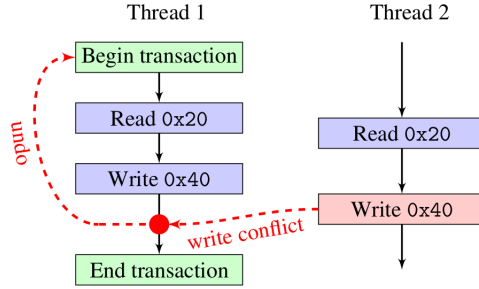 Thread 1
Thread 2
Begin transaction
Read 0x20
Read 0x20
Write 0x40
Write 0x40
undo
write conflict
End transaction